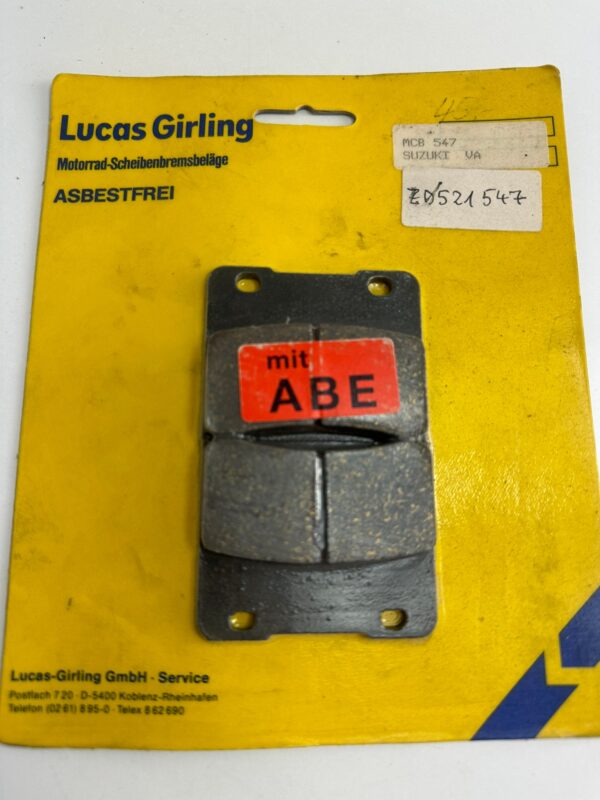 Lucas Girling
Motorrad-Scheibenbremsbeläge
ASBESTFREI
45,-
MCB 547
SUZUKI VA
ZD521547
mit
ABE
Lucas-Girling GmbH · Service
Postfach 7 20 · D-5400 Koblenz-Rheinhafen
Telefon (02 61) 8 95-0 · Telex 8 62 690